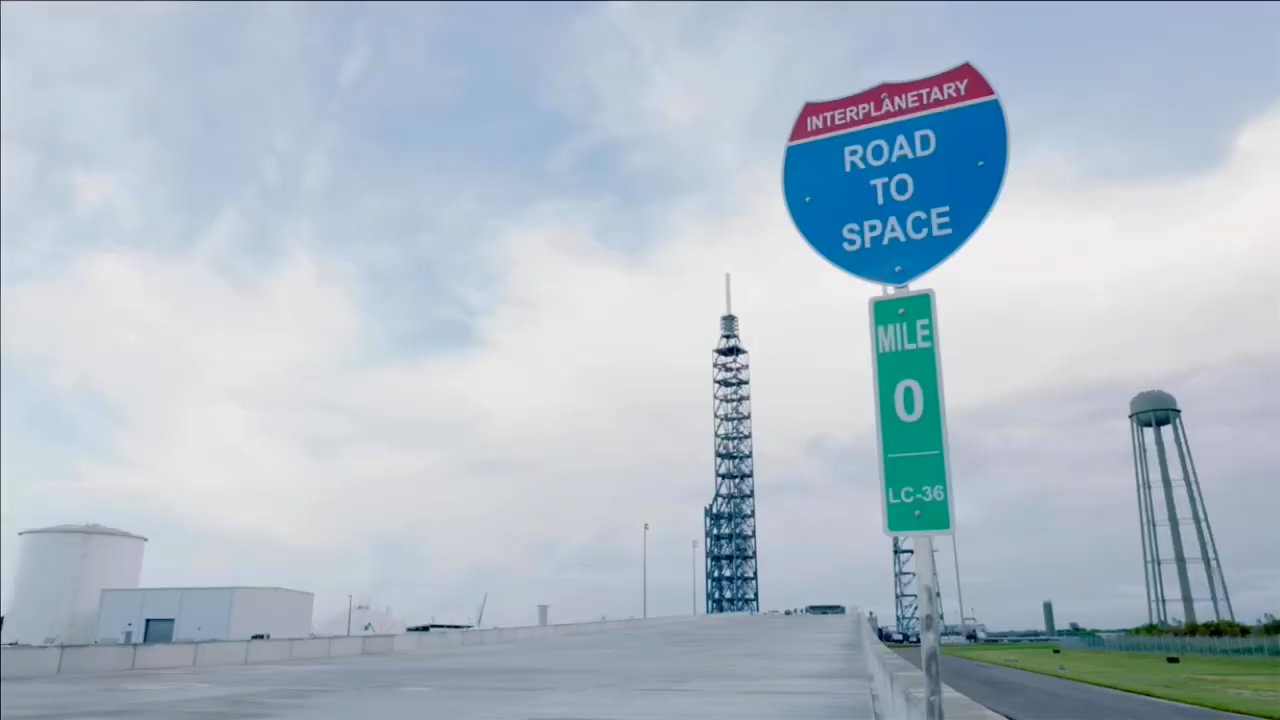 INTERPLANETARY
ROAD
TO
SPACE
MILE
0
LC-36